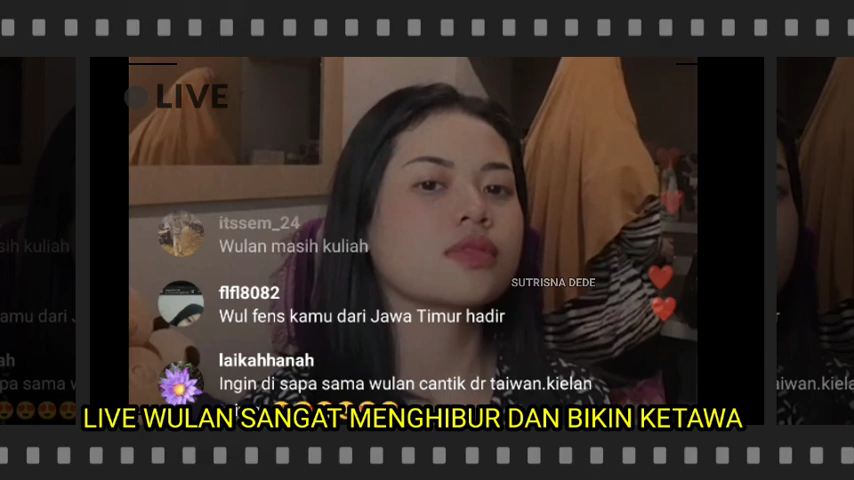 LIVE
itssem_24
Wulan masih kuliah
flfl8082
Wul fens kamu dari Jawa Timur hadir
SUTRISNA DEDE
laikahhanah
Ingin di sapa sama wulan cantik dr taiwan.kielan
LIVE WULAN SANGAT MENGHIBUR DAN BIKIN KETAWA